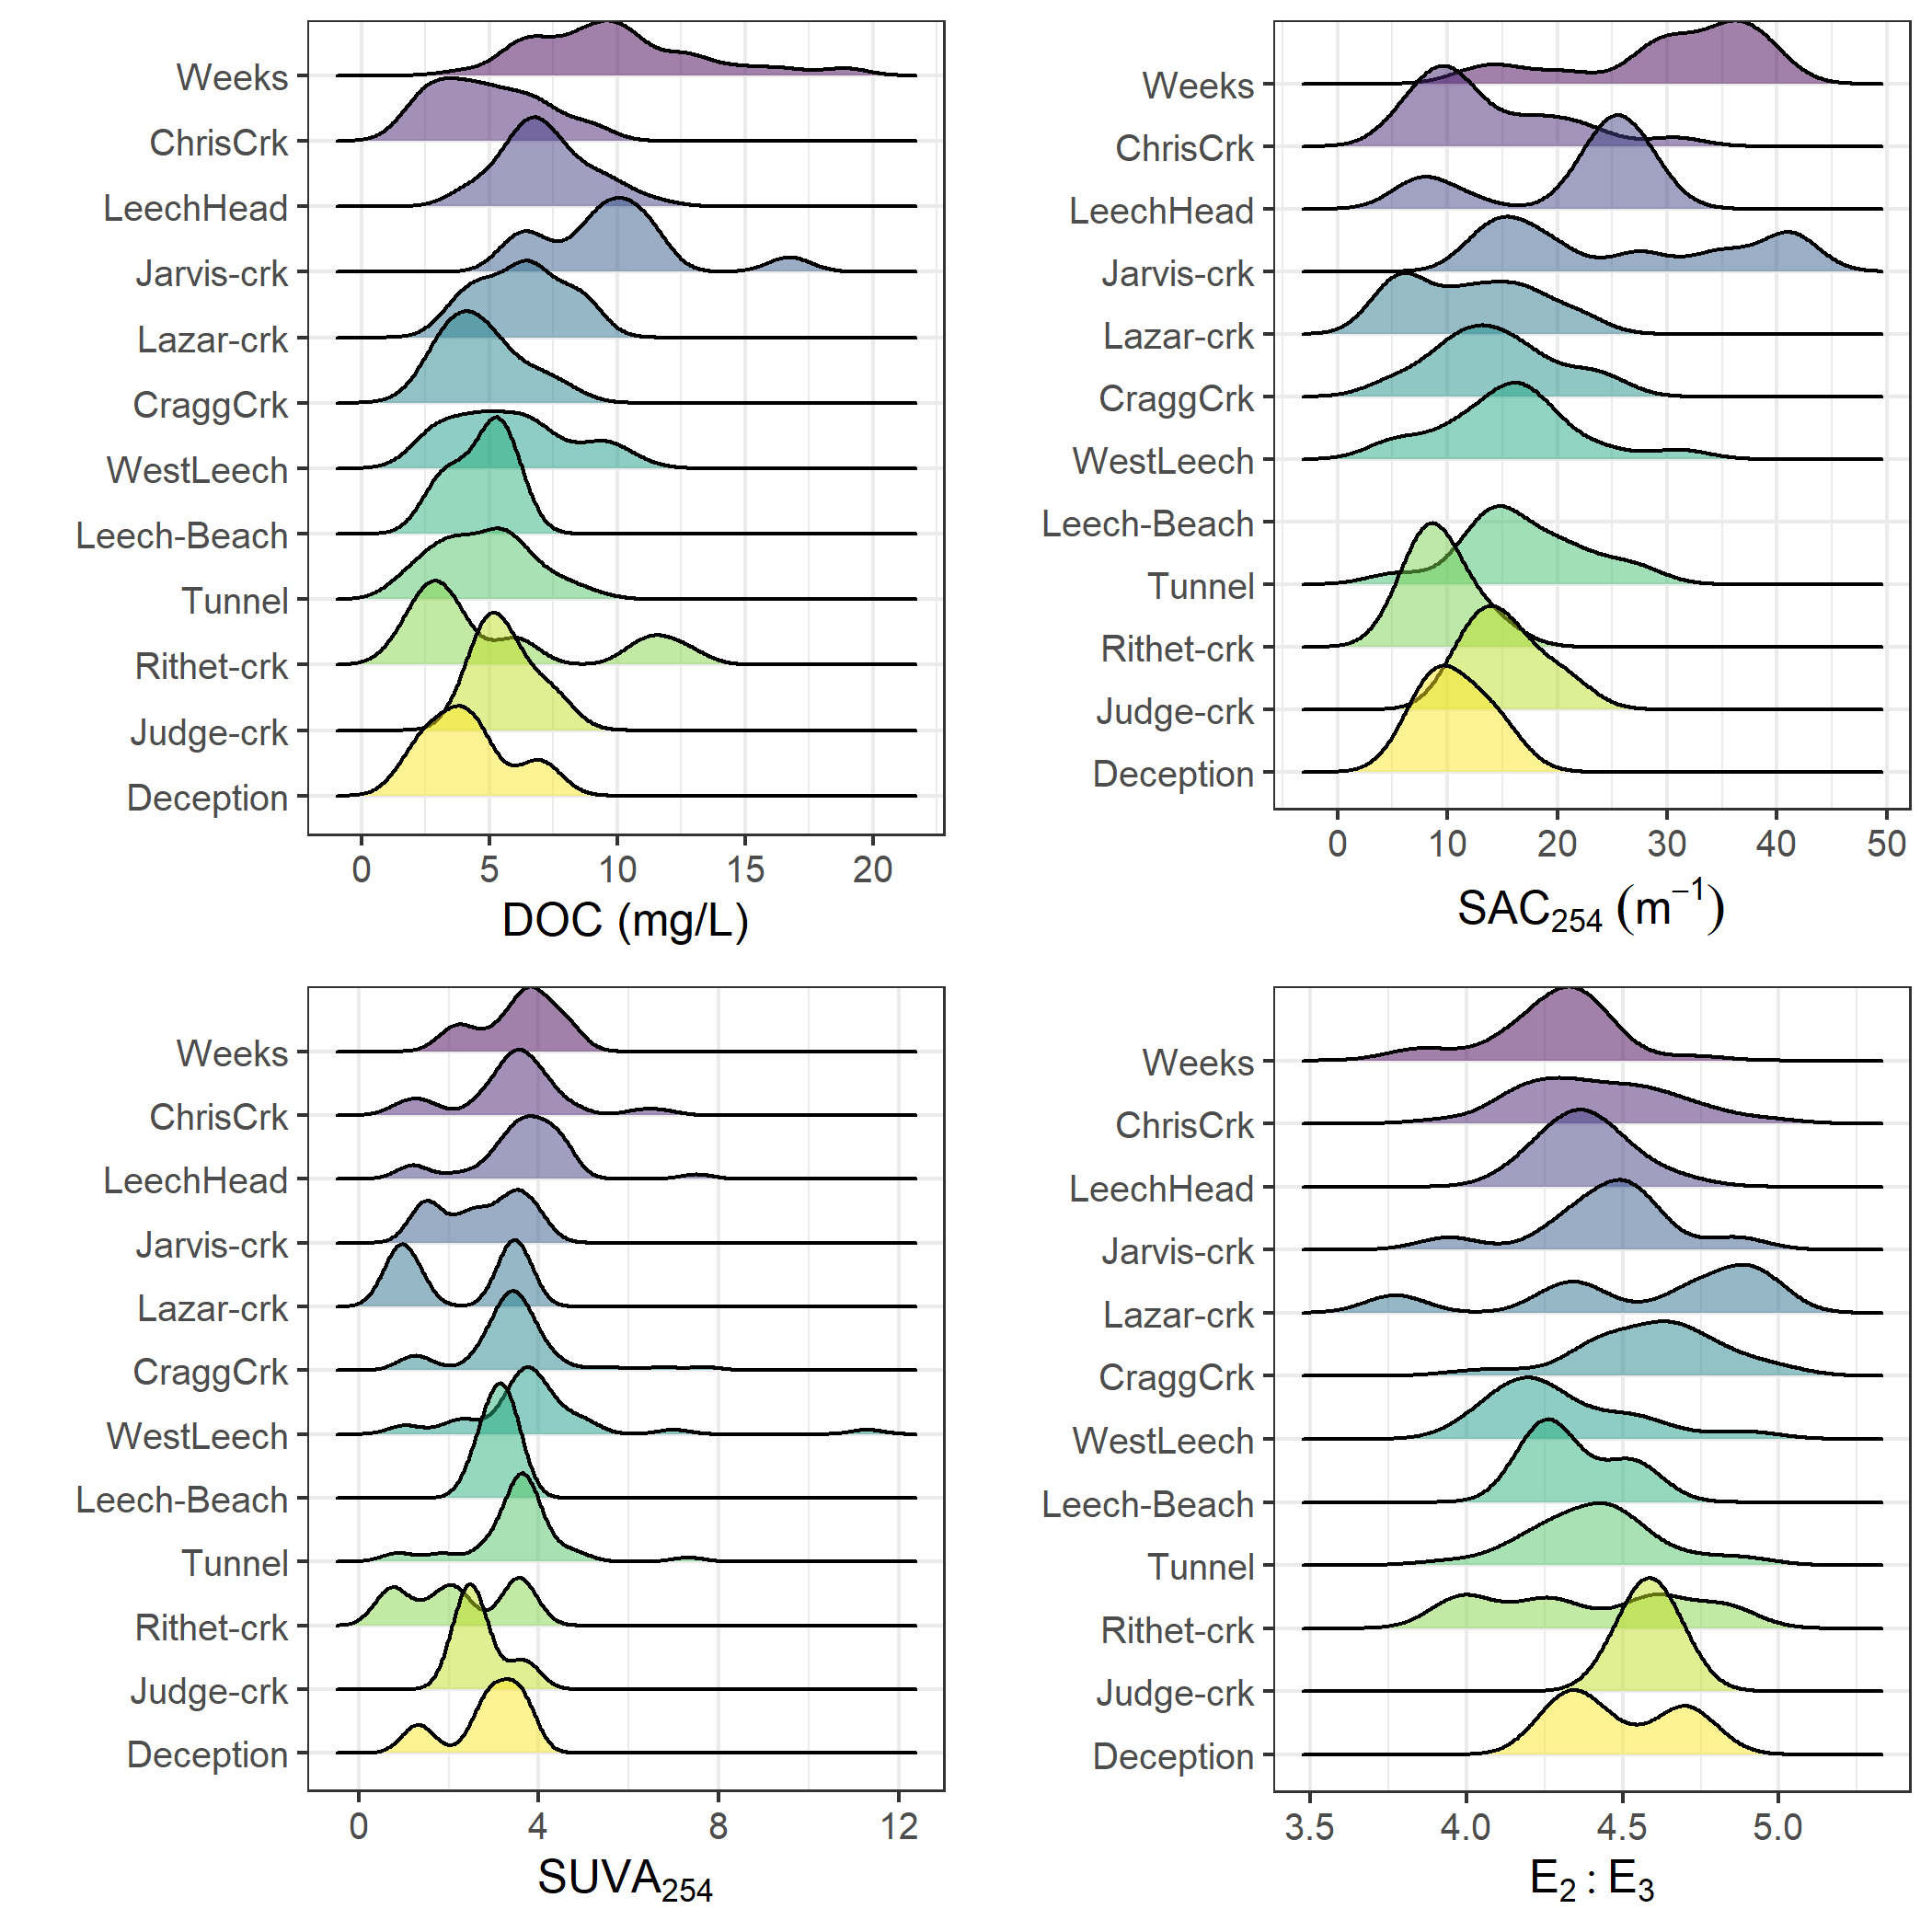 Weeks
ChrisCrk
LeechHead
Jarvis-crk
Lazar-crk
CraggCrk
WestLeech
Leech-Beach
Tunnel
Rithet-crk
Judge-crk
Deception
0 5 10 15 20
DOC (mg/L)
Weeks
ChrisCrk
LeechHead
Jarvis-crk
Lazar-crk
CraggCrk
WestLeech
Leech-Beach
Tunnel
Rithet-crk
Judge-crk
Deception
0 10 20 30 40 50
SAC₂₅₄ (m⁻¹)
Weeks
ChrisCrk
LeechHead
Jarvis-crk
Lazar-crk
CraggCrk
WestLeech
Leech-Beach
Tunnel
Rithet-crk
Judge-crk
Deception
0 4 8 12
SUVA₂₅₄
Weeks
ChrisCrk
LeechHead
Jarvis-crk
Lazar-crk
CraggCrk
WestLeech
Leech-Beach
Tunnel
Rithet-crk
Judge-crk
Deception
3.5 4.0 4.5 5.0
E₂ : E₃